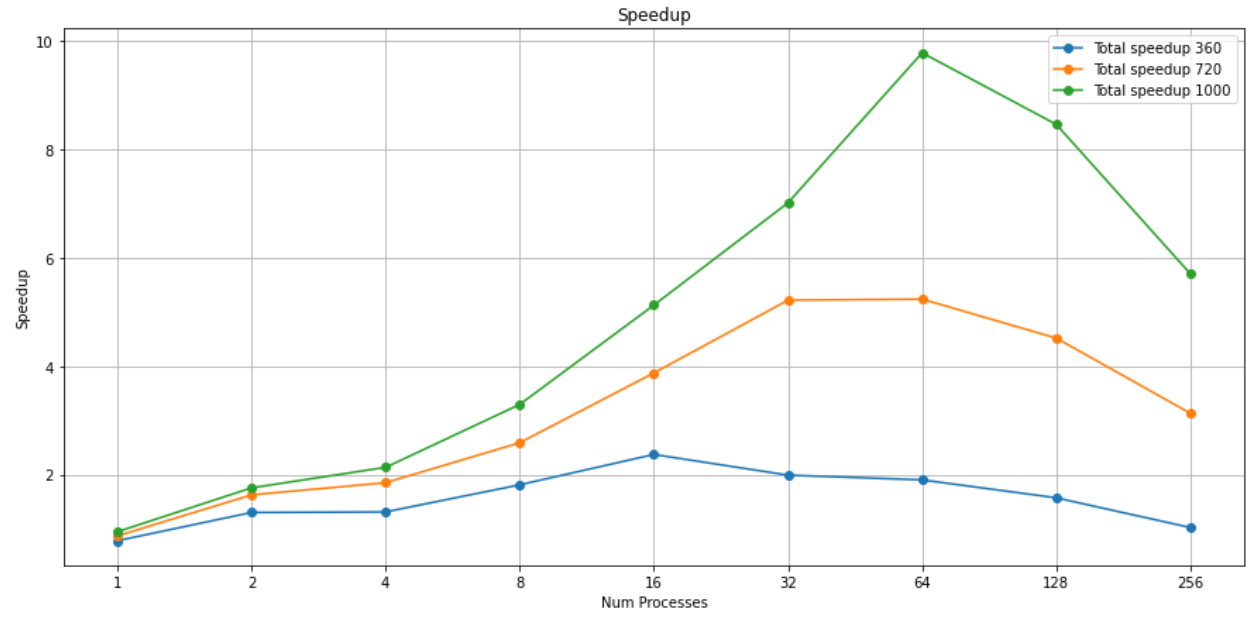 Speedup
Total speedup 360
Total speedup 720
Total speedup 1000
10
8
6
4
2
Speedup
1 2 4 8 16 32 64 128 256
Num Processes